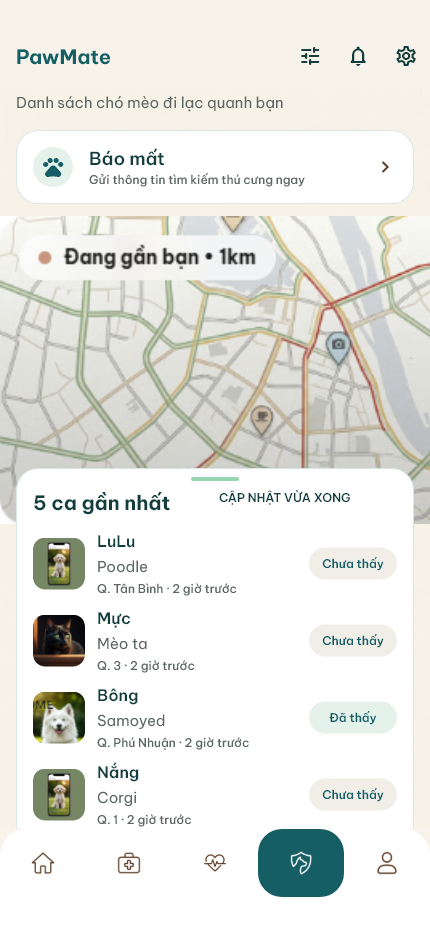 PawMate
Danh sách chó mèo đi lạc quanh bạn
Báo mất
Gửi thông tin tìm kiếm thú cưng ngay
Đang gần bạn • 1km
5 ca gần nhất
CẬP NHẬT VỪA XONG
LuLu
Poodle
Q. Tân Bình · 2 giờ trước
Chưa thấy
Mực
Mèo ta
Q. 3 · 2 giờ trước
Chưa thấy
Bông
Samoyed
Q. Phú Nhuận · 2 giờ trước
Đã thấy
Nắng
Corgi
Q. 1 · 2 giờ trước
Chưa thấy